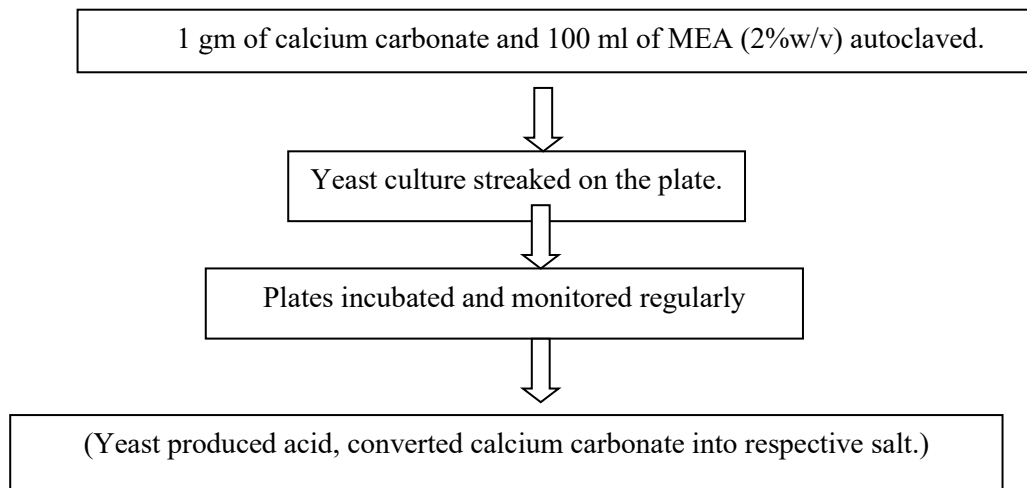 1 gm of calcium carbonate and 100 ml of MEA (2%w/v) autoclaved.
Yeast culture streaked on the plate.
Plates incubated and monitored regularly
(Yeast produced acid, converted calcium carbonate into respective salt.)